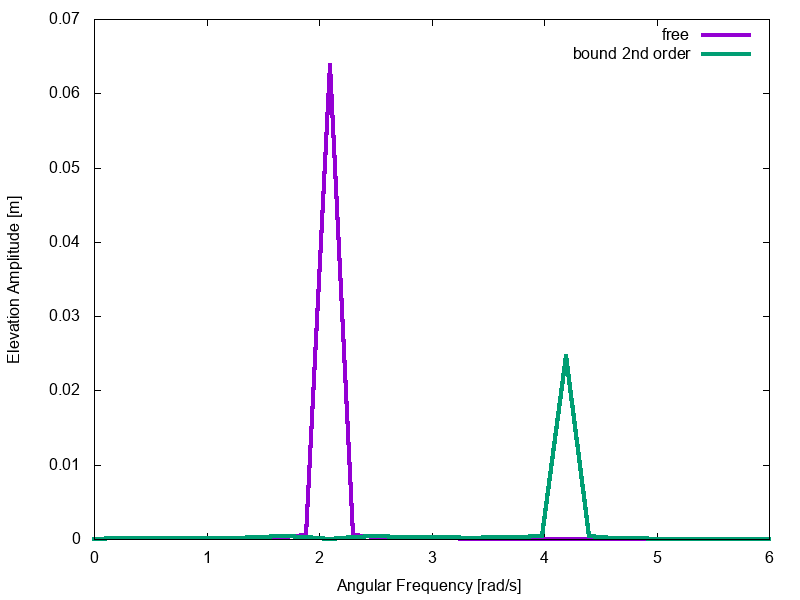 0.07
0.06
0.05
0.04
0.03
0.02
0.01
0
Elevation Amplitude [m]
free
bound 2nd order
0 1 2 3 4 5 6
Angular Frequency [rad/s]